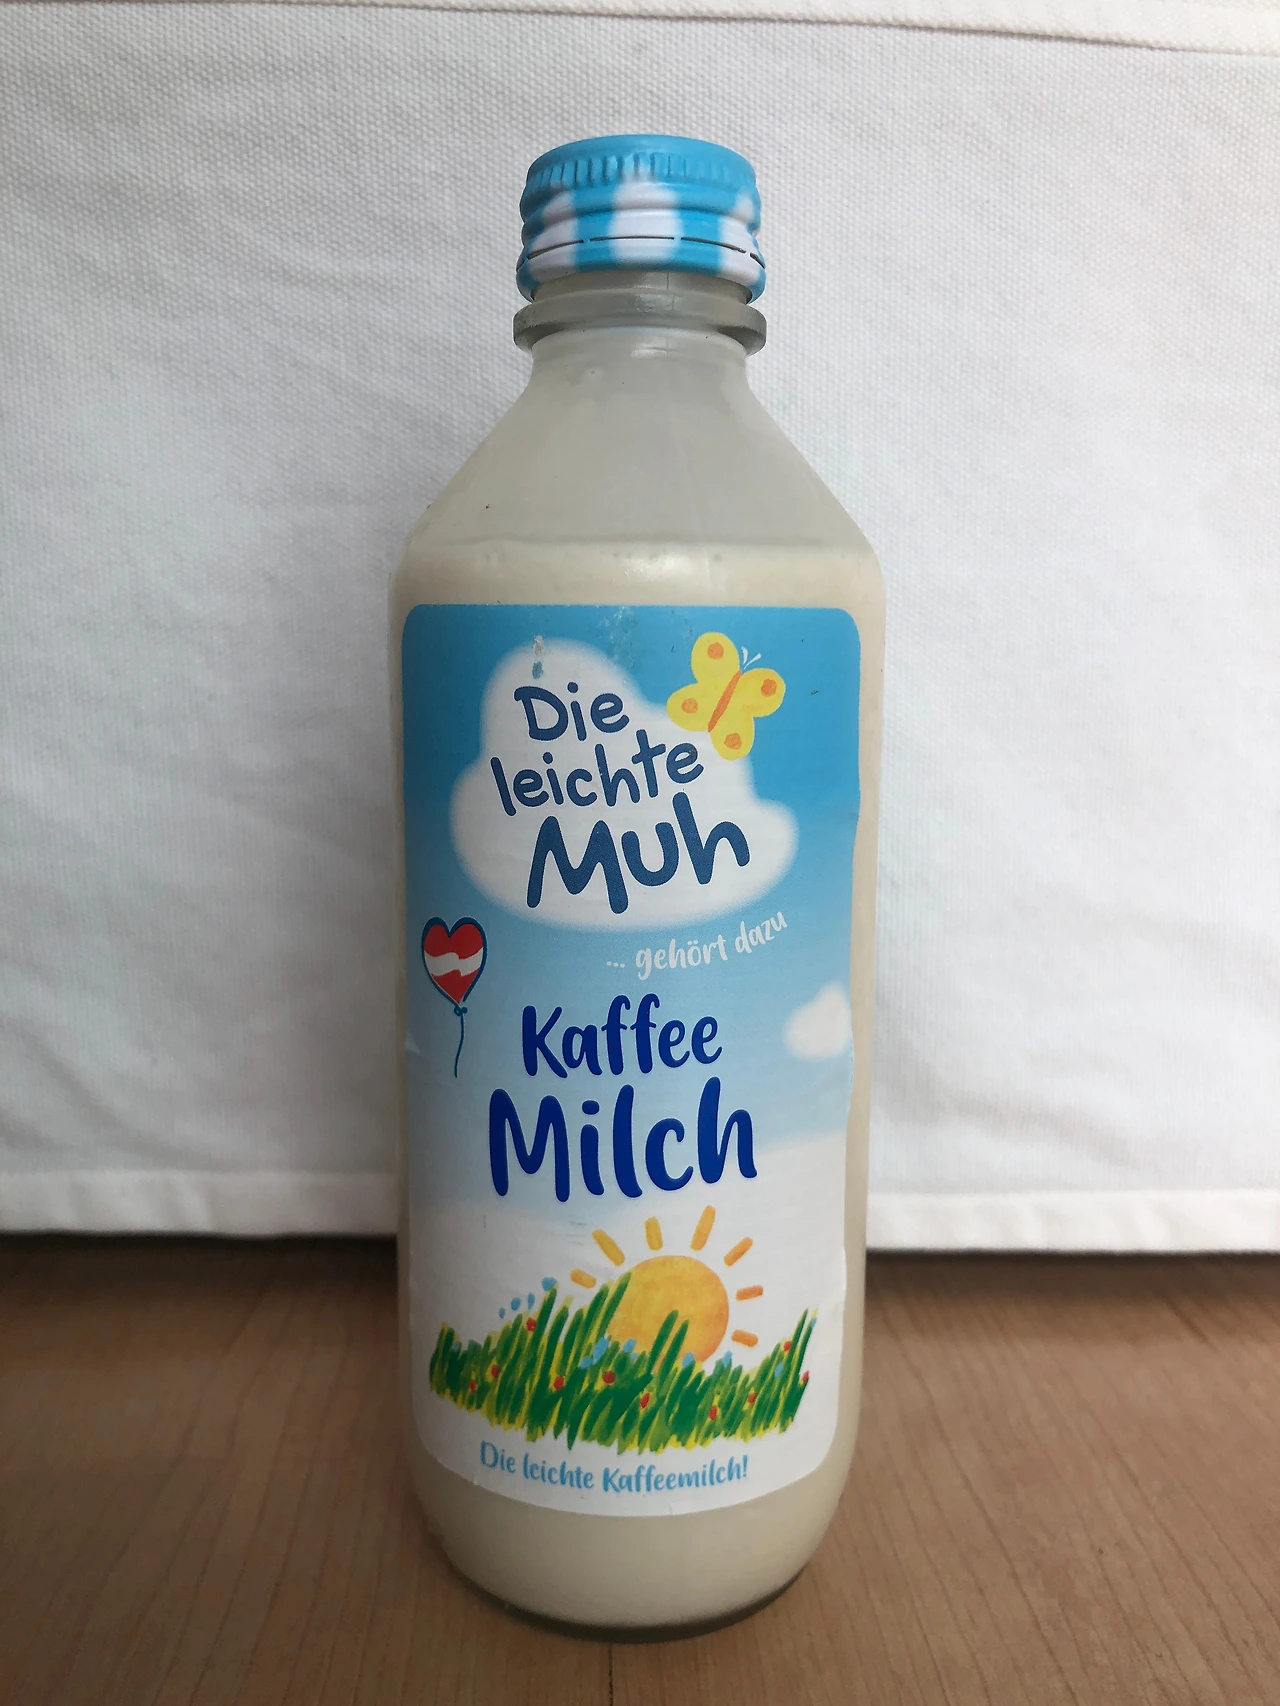 Die
leichte
Muh
... gehört dazu
Kaffee
Milch
Die leichte Kaffeemilch!